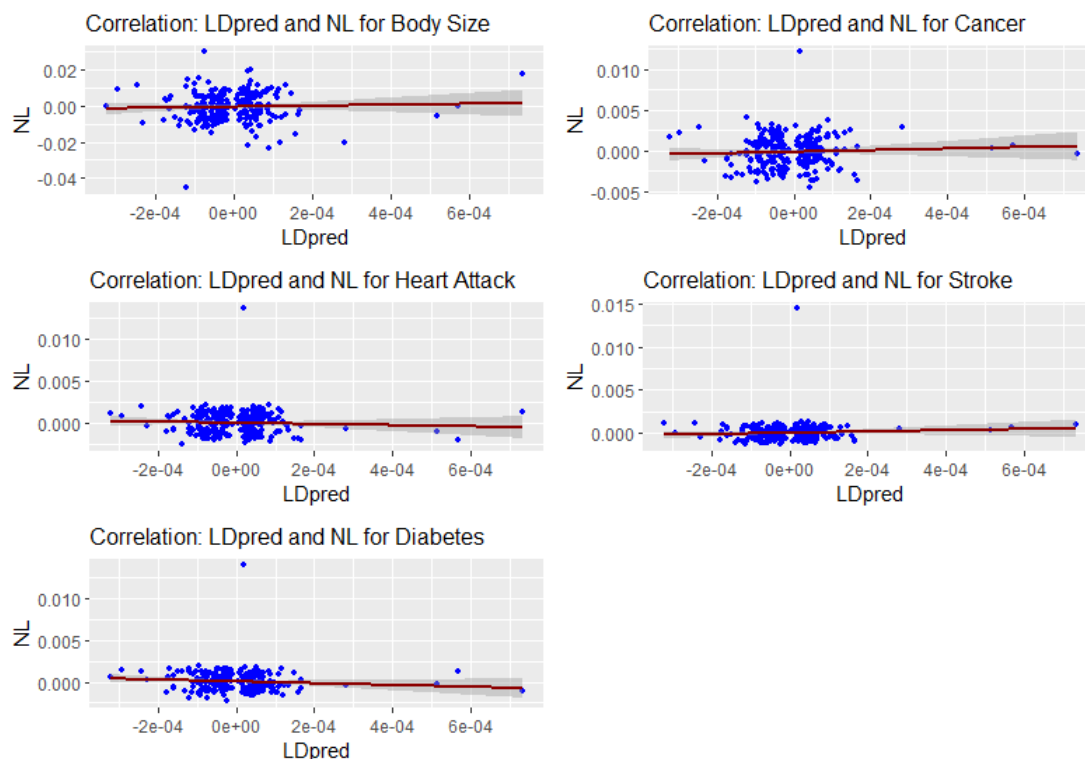 Correlation: LDpred and NL for Body Size
NL
0.02
0.00
-0.02
-0.04
-2e-04 0e+00 2e-04 4e-04 6e-04
LDpred
Correlation: LDpred and NL for Cancer
NL
0.010
0.005
0.000
-0.005
-2e-04 0e+00 2e-04 4e-04 6e-04
LDpred
Correlation: LDpred and NL for Heart Attack
NL
0.010
0.005
0.000
-2e-04 0e+00 2e-04 4e-04 6e-04
LDpred
Correlation: LDpred and NL for Stroke
NL
0.015
0.010
0.005
0.000
-2e-04 0e+00 2e-04 4e-04 6e-04
LDpred
Correlation: LDpred and NL for Diabetes
NL
0.010
0.005
0.000
-2e-04 0e+00 2e-04 4e-04 6e-04
LDpred